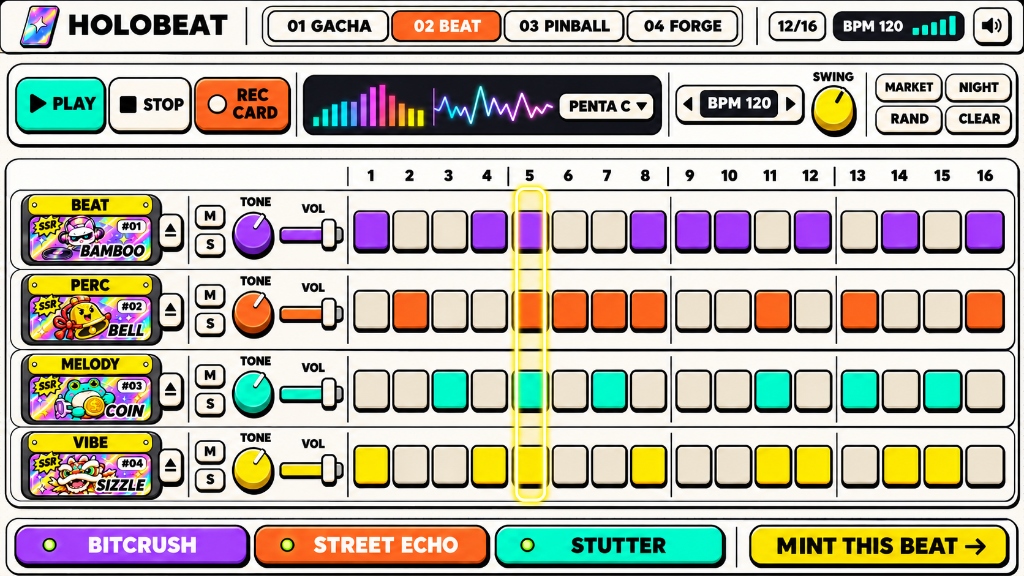 HOLOBEAT
01 GACHA
02 BEAT
03 PINBALL
04 FORGE
12/16
BPM 120
PLAY
STOP
REC
CARD
PENTA C
BPM 120
SWING
MARKET
NIGHT
RAND
CLEAR
1 2 3 4 5 6 7 8 9 10 11 12 13 14 15 16
BEAT
SSR
#01
BAMBOO
M
S
TONE
VOL
PERC
SSR
#02
BELL
M
S
TONE
VOL
MELODY
SSR
#03
COIN
M
S
TONE
VOL
VIBE
SSR
#04
SIZZLE
M
S
TONE
VOL
BITCRUSH
STREET ECHO
STUTTER
MINT THIS BEAT →